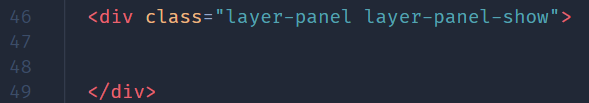 46 <div class="layer-panel layer-panel-show">
47
48
49 </div>